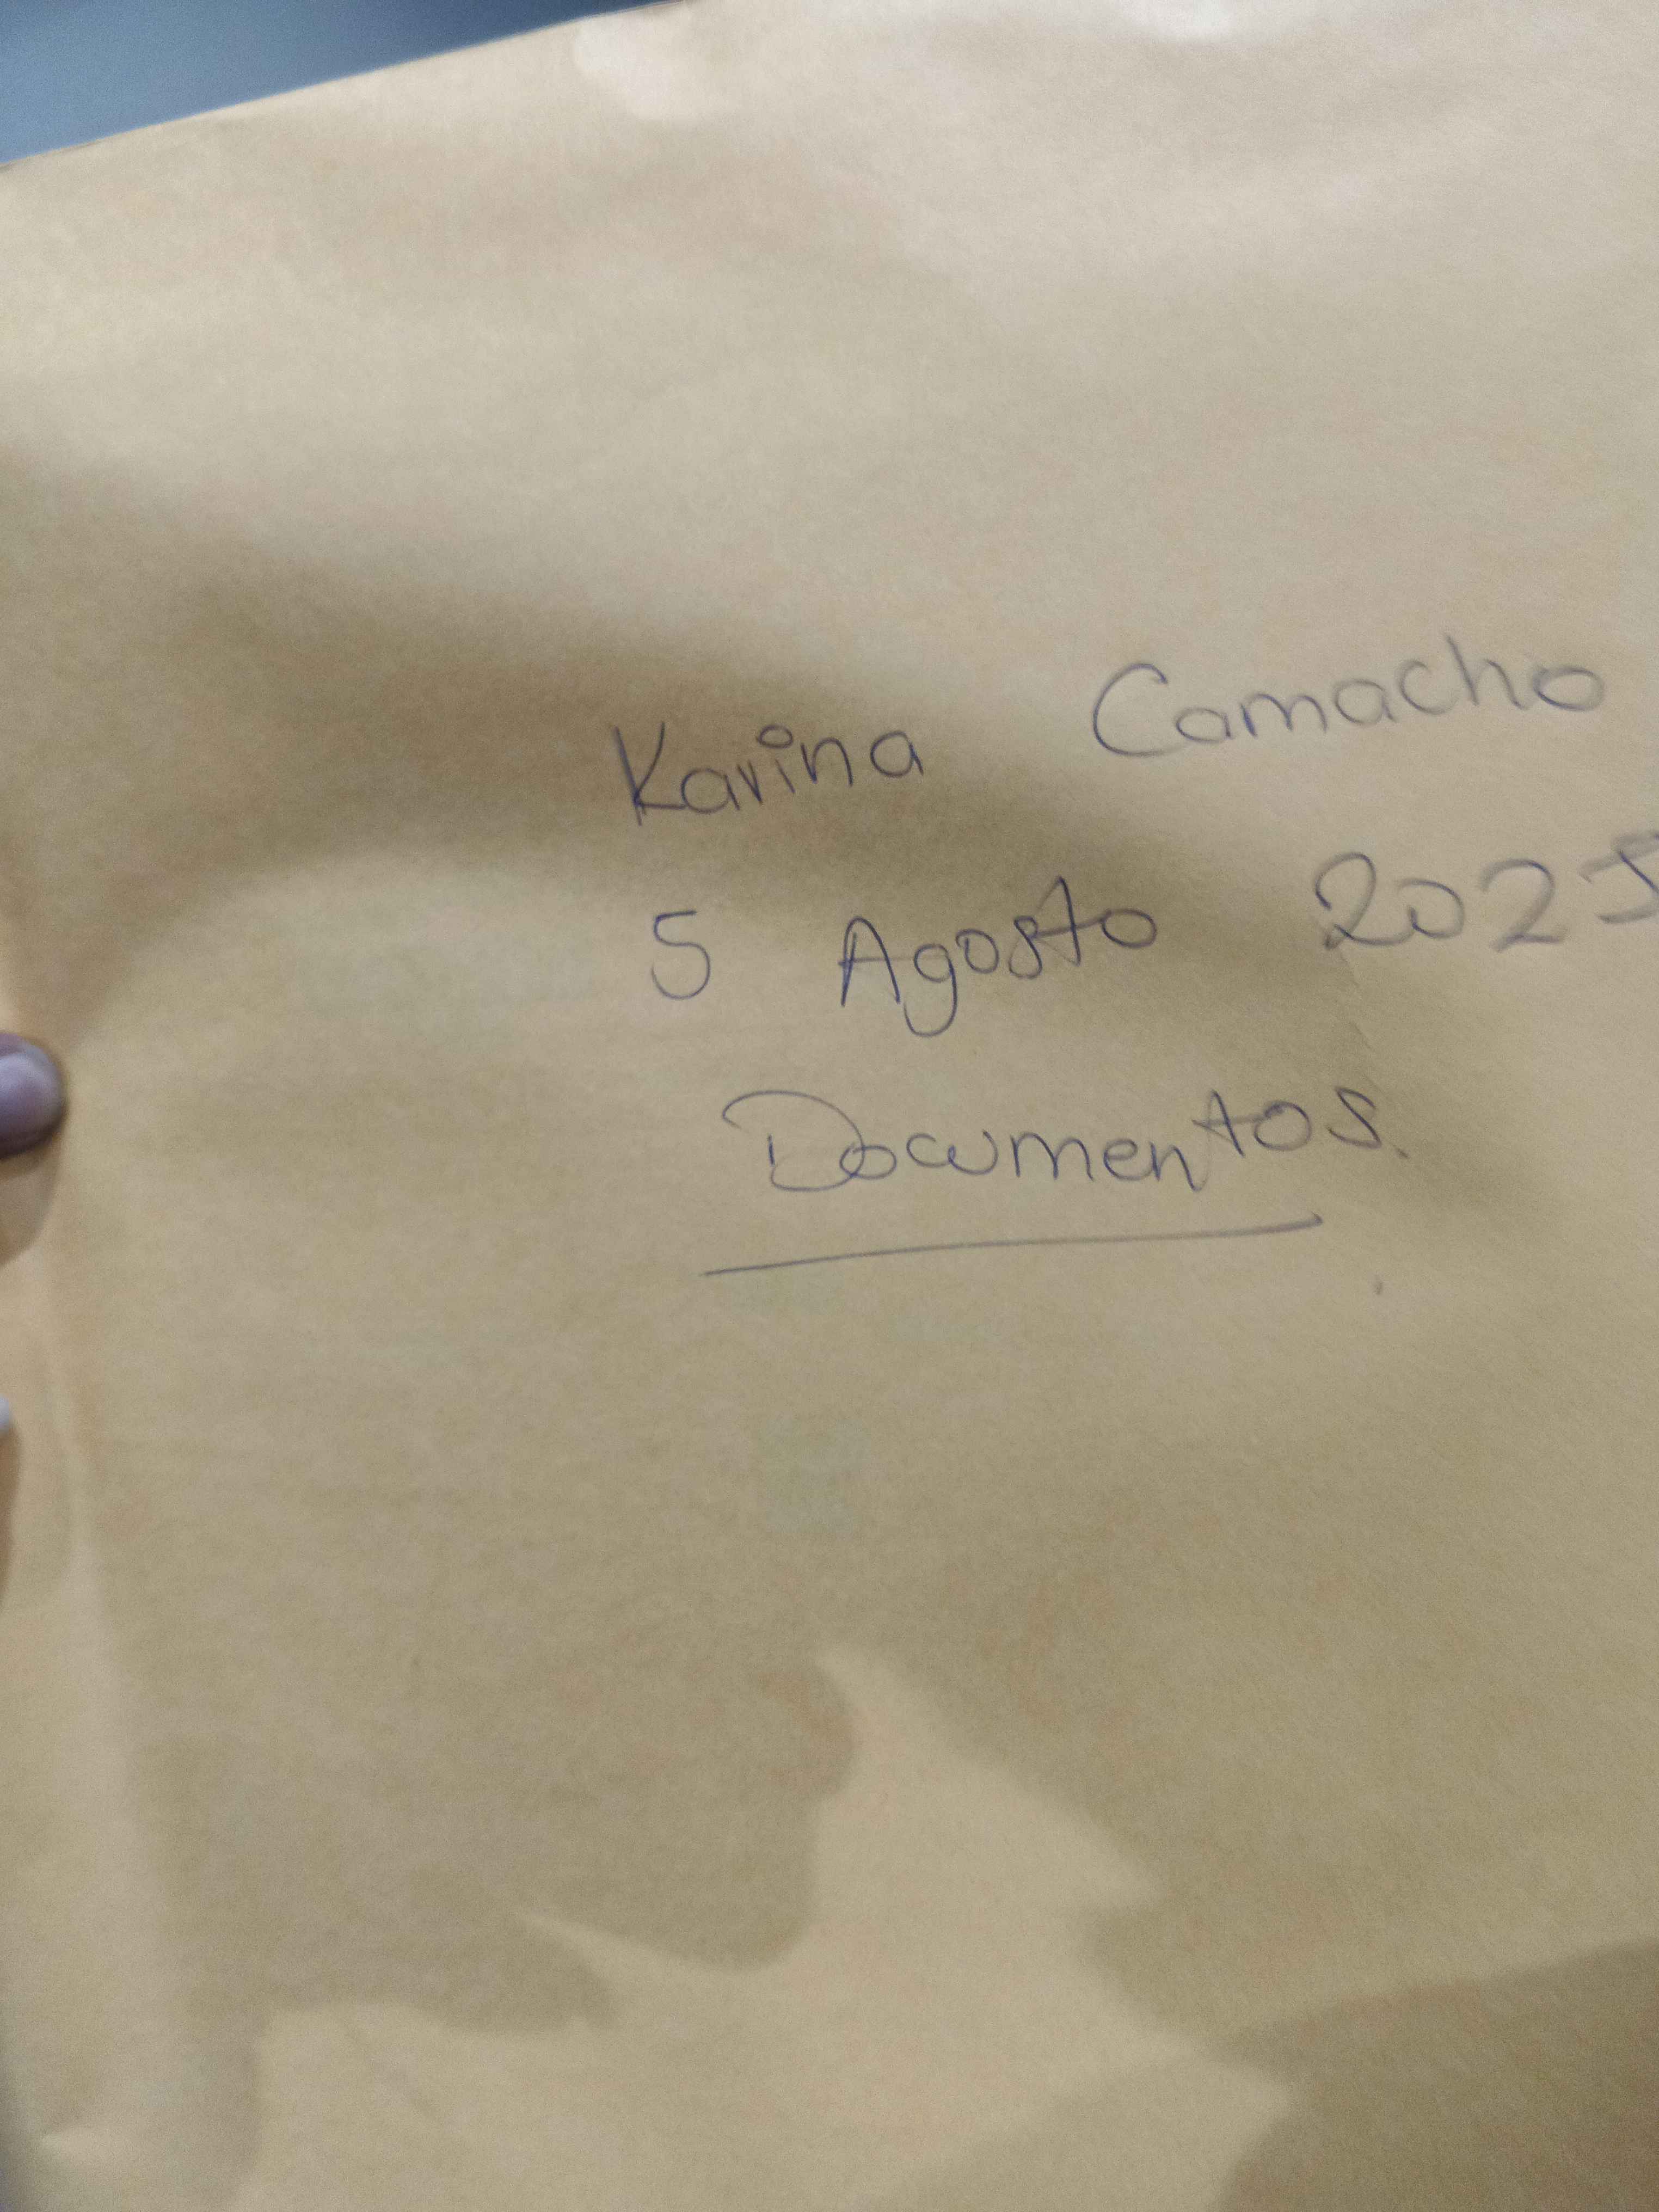 Karina Camacho
5 Agosto 2025
Documentos.